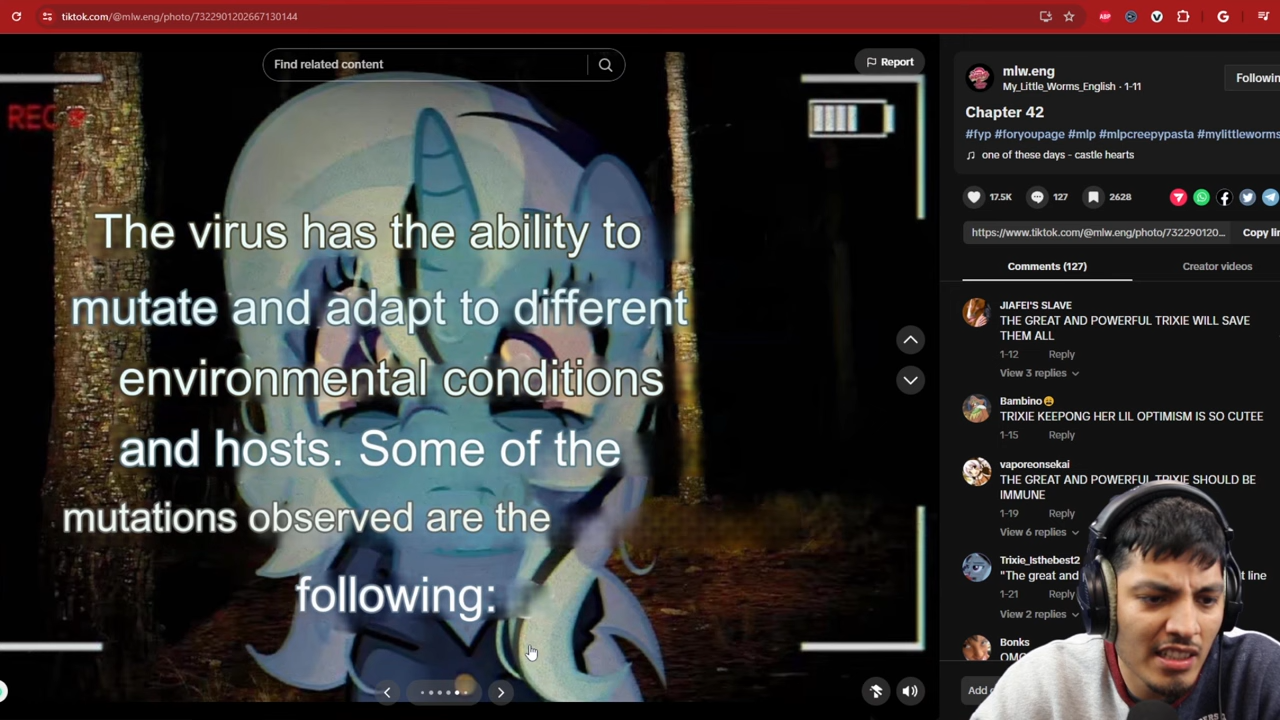 tiktok.com/@mlw.eng/photo/7322901202667130144
ABP
Find related content
Report
REC
The virus has the ability to
mutate and adapt to different
environmental conditions
and hosts. Some of the
mutations observed are the
following:
mlw.eng
My_Little_Worms_English · 1-11
Chapter 42
#fyp #foryoupage #mlp #mlpcreepypasta #mylittleworms
one of these days - castle hearts
17.5K
127
2628
https://www.tiktok.com/@mlw.eng/photo/732290120...
Copy
Comments (127)
Creator videos
JIAFEI'S SLAVE
THE GREAT AND POWERFUL TRIXIE WILL SAVE
THEM ALL
1-12 Reply
View 3 replies
Bambino😩
TRIXIE KEEPONG HER LIL OPTIMISM IS SO CUTEE
1-15 Reply
vaporeonsekai
THE GREAT AND POWERFUL TRIXIE SHOULD BE
IMMUNE
1-19 Reply
View 6 replies
Trixie_Isthebest2
"The great and line
1-21 Reply
View 2 replies
Bonks
Add